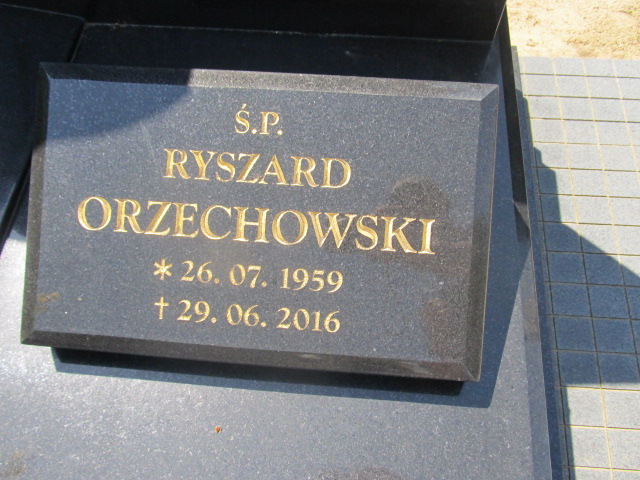 Ś.P.
RYSZARD
ORZECHOWSKI
* 26. 07. 1959
† 29. 06. 2016